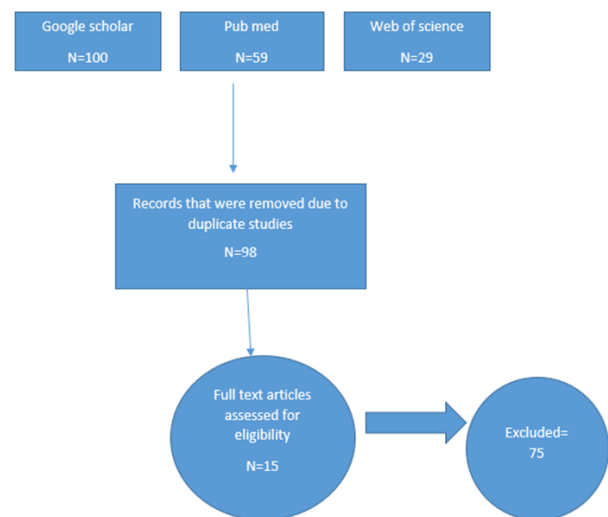 Google scholar
N=100
Pub med
N=59
Web of science
N=29
Records that were removed due to
duplicate studies
N=98
Full text articles
assessed for
eligibility
N=15
Excluded=
75